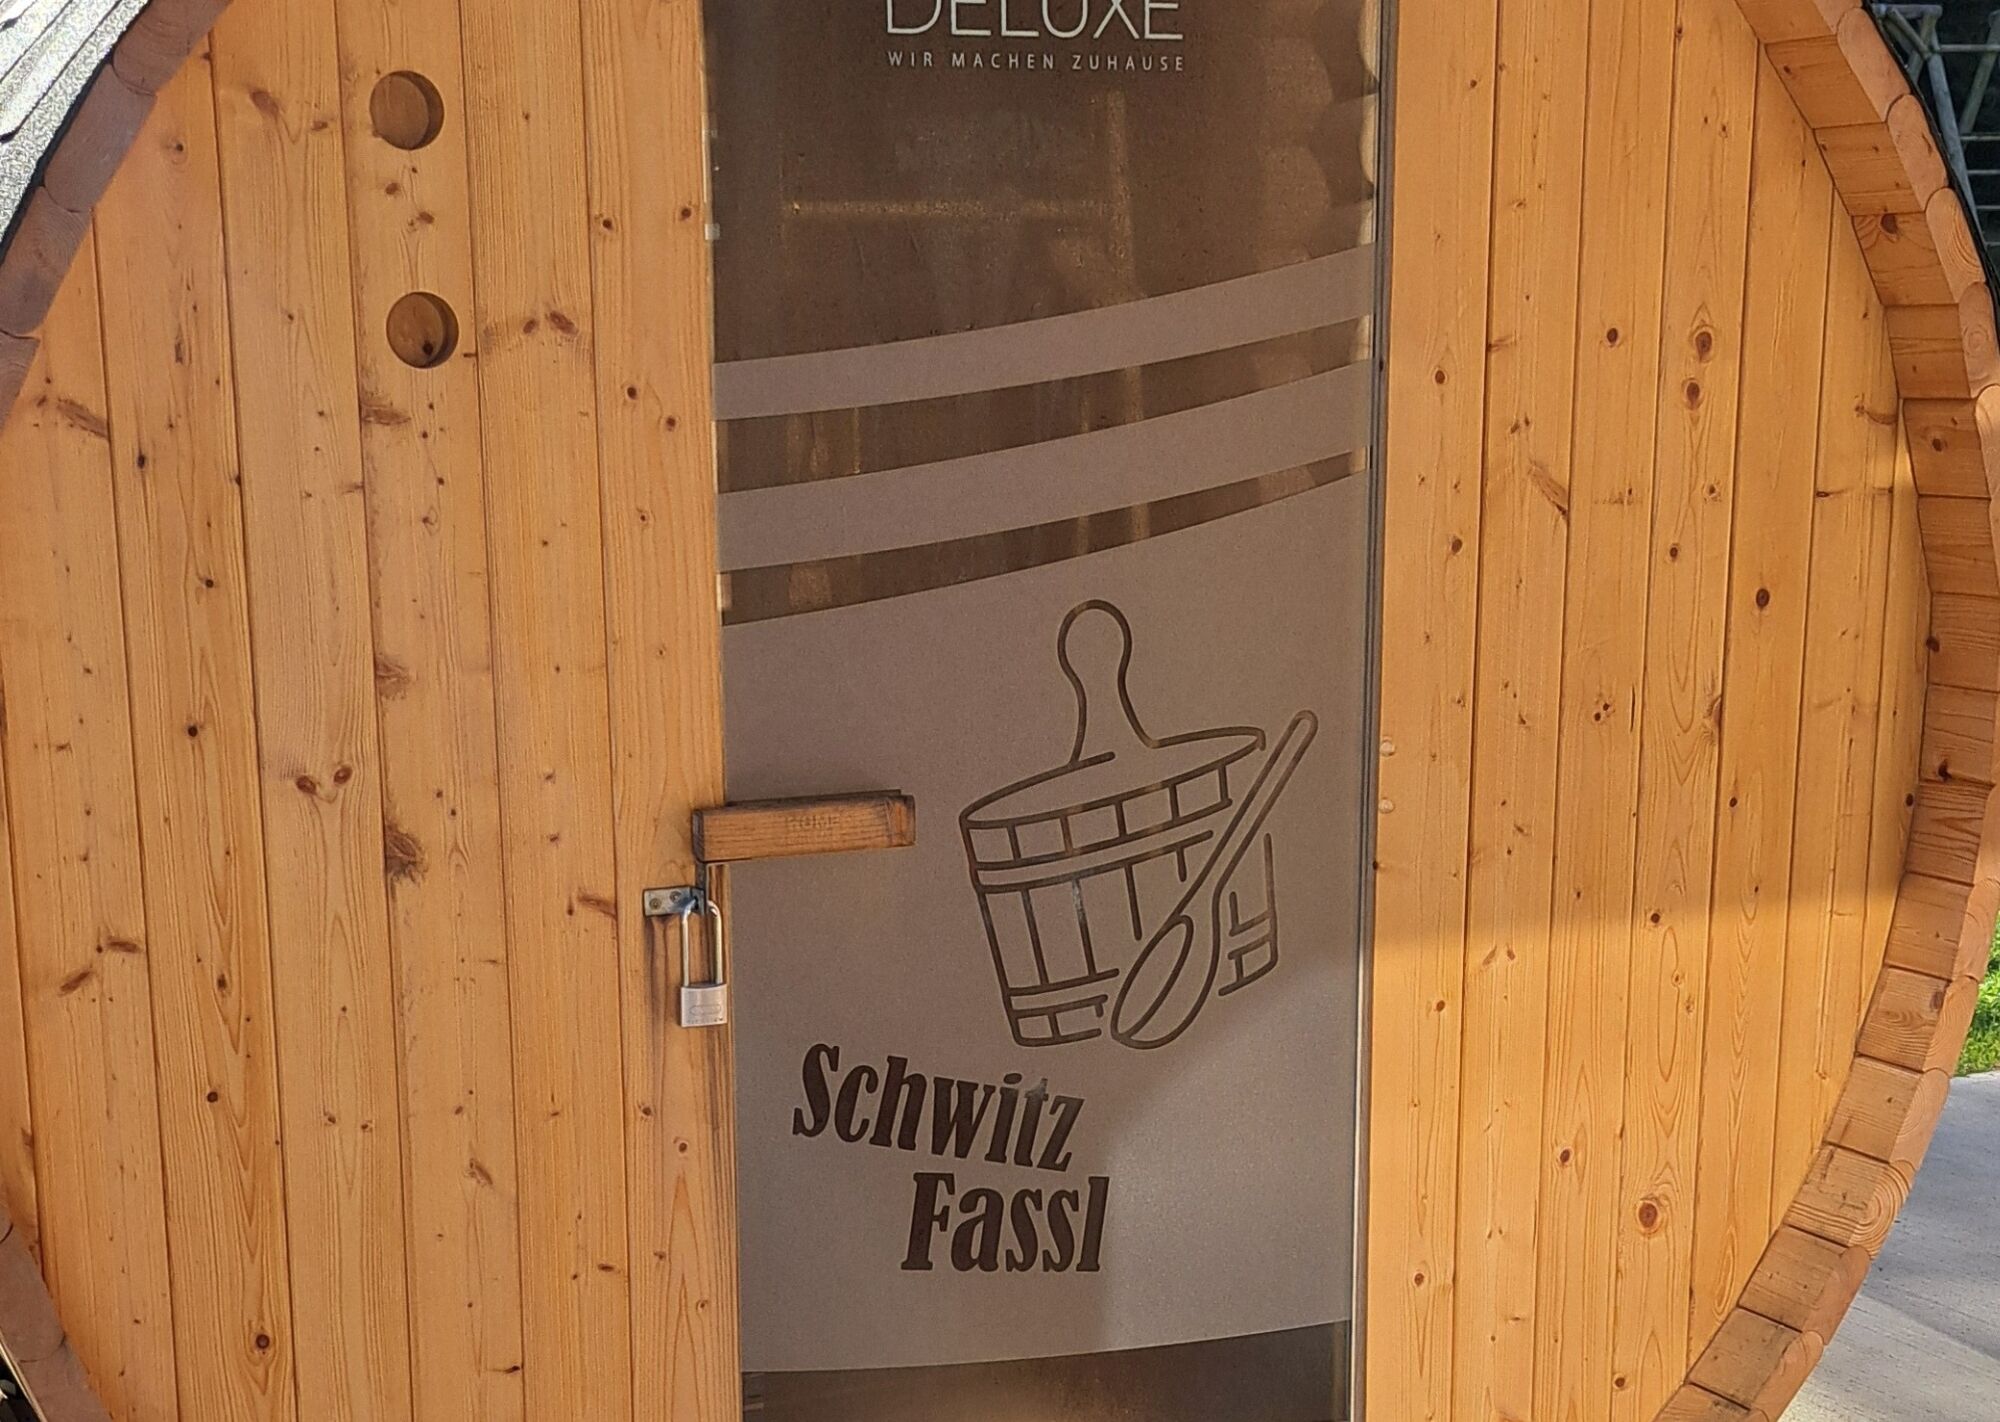 DELUXE
WIR MACHEN ZUHAUSE
Schwitz
Fassl